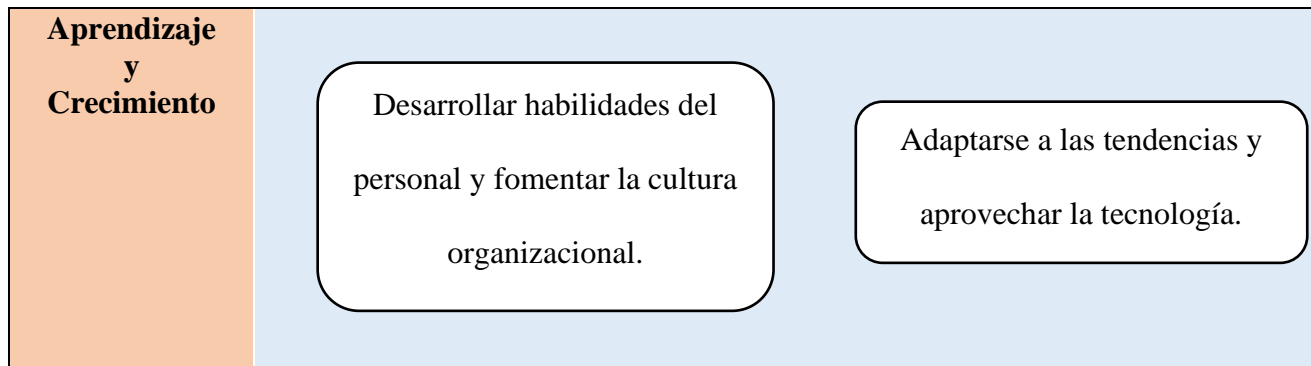 Aprendizaje
y
Crecimiento
Desarrollar habilidades del
personal y fomentar la cultura
organizacional.
Adaptarse a las tendencias y
aprovechar la tecnología.